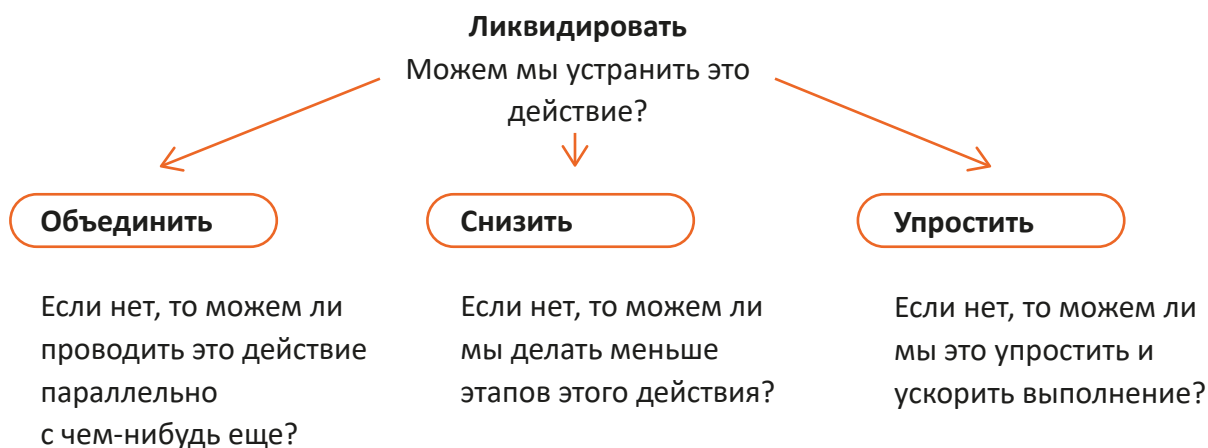 Ликвидировать
Можем мы устранить это
действие?
Объединить
Если нет, то можем ли
проводить это действие
параллельно
с чем-нибудь еще?
Снизить
Если нет, то можем ли
мы делать меньше
этапов этого действия?
Упростить
Если нет, то можем ли
мы это упростить и
ускорить выполнение?